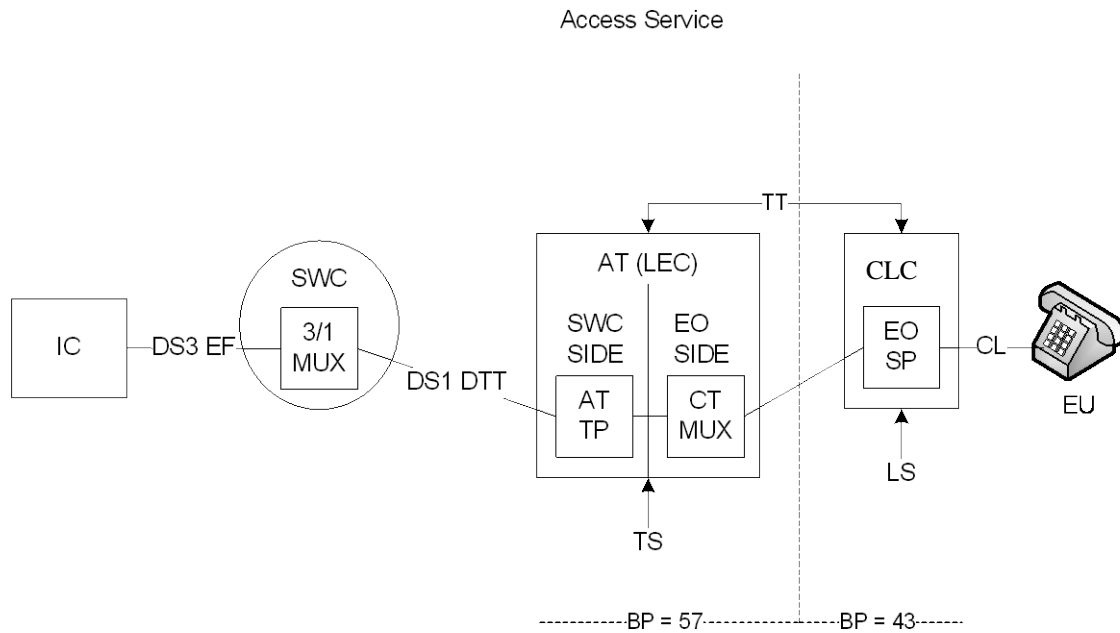 Access Service
TT
AT (LEC)
CLC
SWC
SWC
SIDE
EO
SIDE
IC
DS3 EF
3/1
MUX
DS1 DTT
AT
TP
CT
MUX
EO
SP
CL
EU
LS
TS
BP = 57
BP = 43